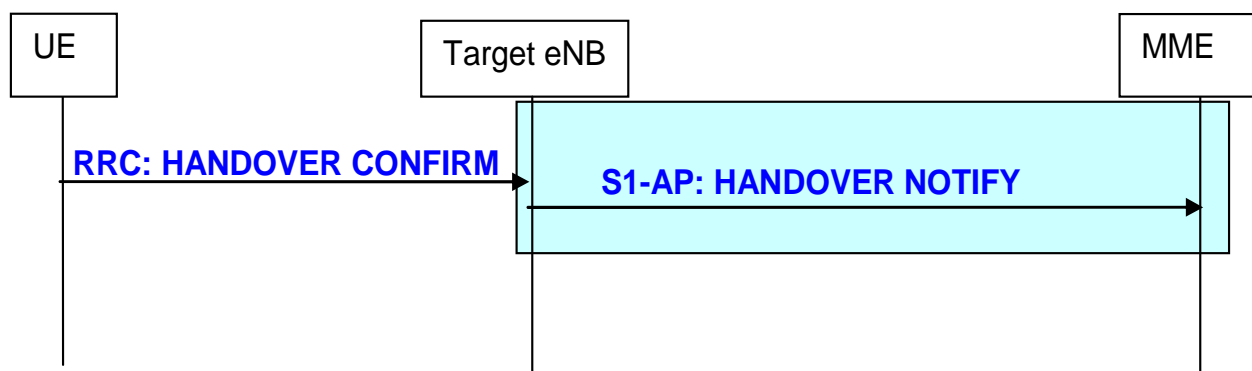 UE
Target eNB
MME
RRC: HANDOVER CONFIRM
S1-AP: HANDOVER NOTIFY